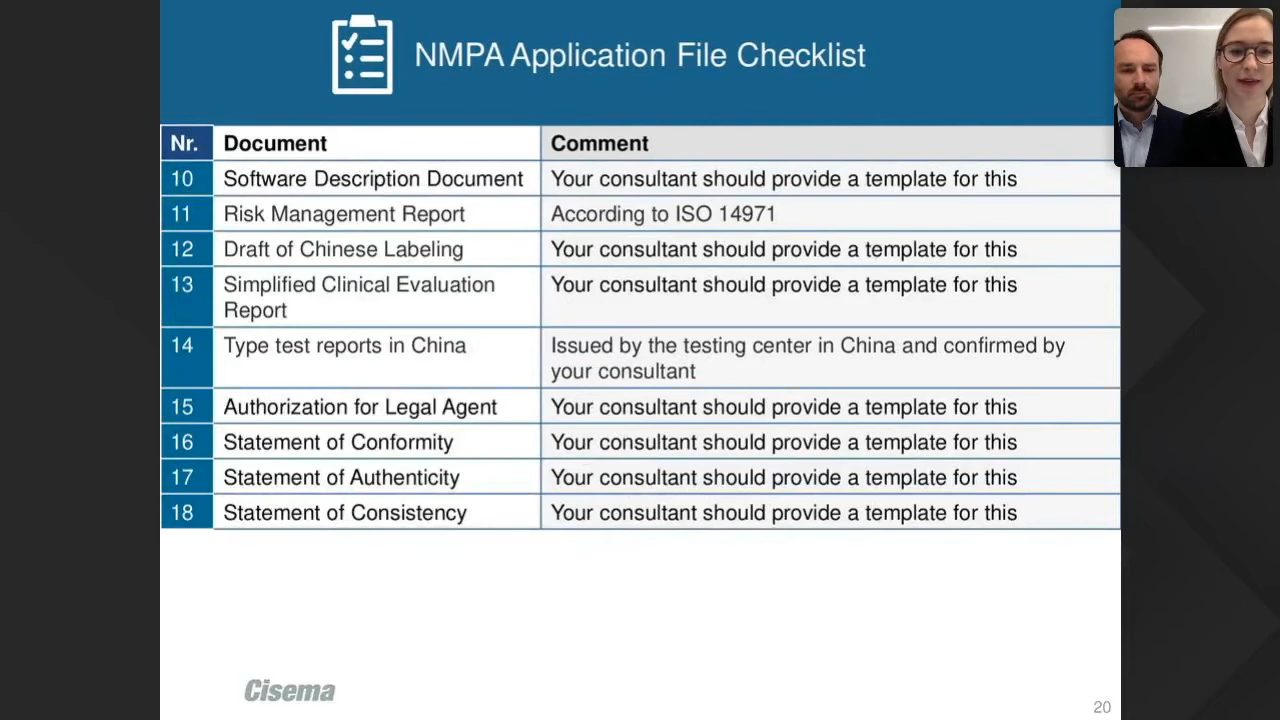 NMPA Application File Checklist
Nr. Document Comment
10 Software Description Document Your consultant should provide a template for this
11 Risk Management Report According to ISO 14971
12 Draft of Chinese Labeling Your consultant should provide a template for this
13 Simplified Clinical Evaluation Your consultant should provide a template for this
Report
14 Type test reports in China Issued by the testing center in China and confirmed by
your consultant
15 Authorization for Legal Agent Your consultant should provide a template for this
16 Statement of Conformity Your consultant should provide a template for this
17 Statement of Authenticity Your consultant should provide a template for this
18 Statement of Consistency Your consultant should provide a template for this
Cisema
20